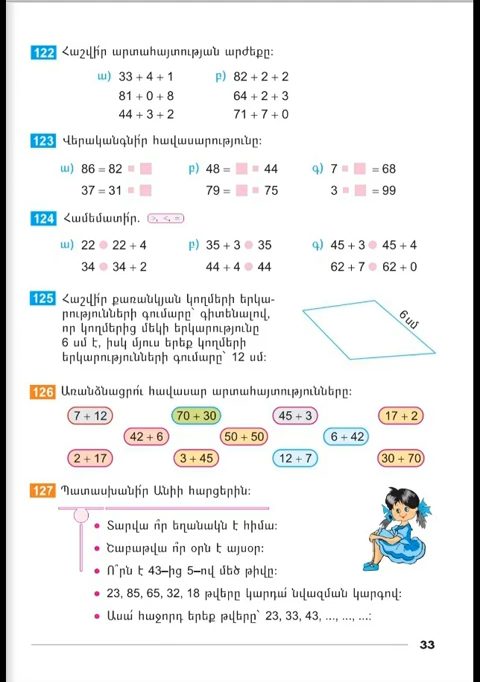 122 Հաշվի՛ր արտահայտության արժեքը:
ա) 33 + 4 + 1 բ) 82 + 2 + 2
81 + 0 + 8 64 + 2 + 3
44 + 3 + 2 71 + 7 + 0
123 Վերականգնի՛ր հավասարությունը:
ա) 86 = 82 բ) 48 = 44 գ) 7 = 68
37 = 31 79 = 75 3 = 99
124 Համեմատի՛ր. >, <, =
ա) 22 22 + 4 բ) 35 + 3 35 գ) 45 + 3 45 + 4
34 34 + 2 44 + 4 44 62 + 7 62 + 0
125 Հաշվի՛ր քառանկյան կողմերի երկա-
րությունների գումարը՝ գիտենալով,
որ կողմերից մեկի երկարությունը
6 սմ է, իսկ մյուս երեք կողմերի
երկարությունների գումարը՝ 12 սմ:
6 սմ
126 Առանձնացրո՛ւ հավասար արտահայտությունները:
7 + 12 70 + 30 45 + 3 17 + 2
42 + 6 50 + 50 6 + 42
2 + 17 3 + 45 12 + 7 30 + 70
127 Պատասխանի՛ր Անիի հարցերին:
• Տարվա ո՞ր եղանակն է հիմա:
• Շաբաթվա ո՞ր օրն է այսօր:
• Ո՞րն է 43–ից 5–ով մեծ թիվը:
• 23, 85, 65, 32, 18 թվերը կարդա՛ նվազման կարգով:
• Ասա՛ հաջորդ երեք թվերը՝ 23, 33, 43, ..., ..., ...:
33